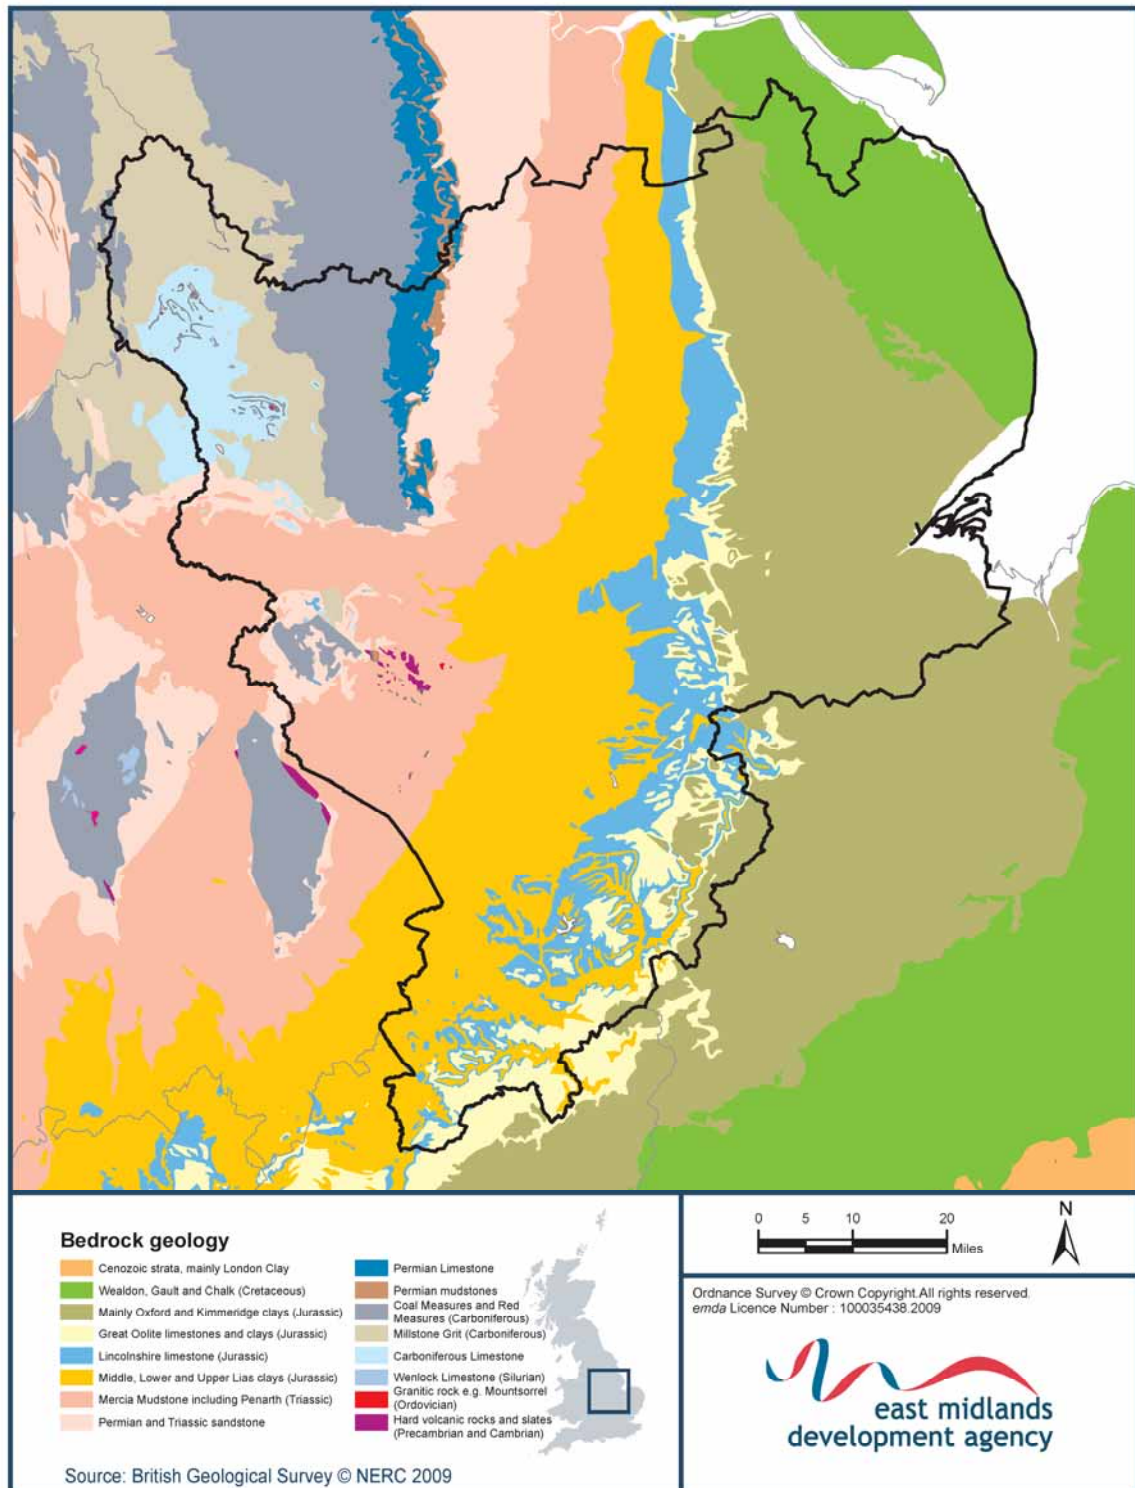 Bedrock geology
Cenozoic strata, mainly London Clay
Wealdon, Gault and Chalk (Cretaceous)
Mainly Oxford and Kimmeridge clays (Jurassic)
Great Oolite limestones and clays (Jurassic)
Lincolnshire limestone (Jurassic)
Middle, Lower and Upper Lias clays (Jurassic)
Mercia Mudstone including Penarth (Triassic)
Permian and Triassic sandstone
Permian Limestone
Permian mudstones
Coal Measures and Red
Measures (Carboniferous)
Millstone Grit (Carboniferous)
Carboniferous Limestone
Wenlock Limestone (Silurian)
Granitic rock e.g. Mountsorrel
(Ordovician)
Hard volcanic rocks and slates
(Precambrian and Cambrian)
Source: British Geological Survey © NERC 2009
0 5 10 20
Miles
N
Ordnance Survey © Crown Copyright.All rights reserved.
emda Licence Number : 100035438.2009
east midlands
development agency